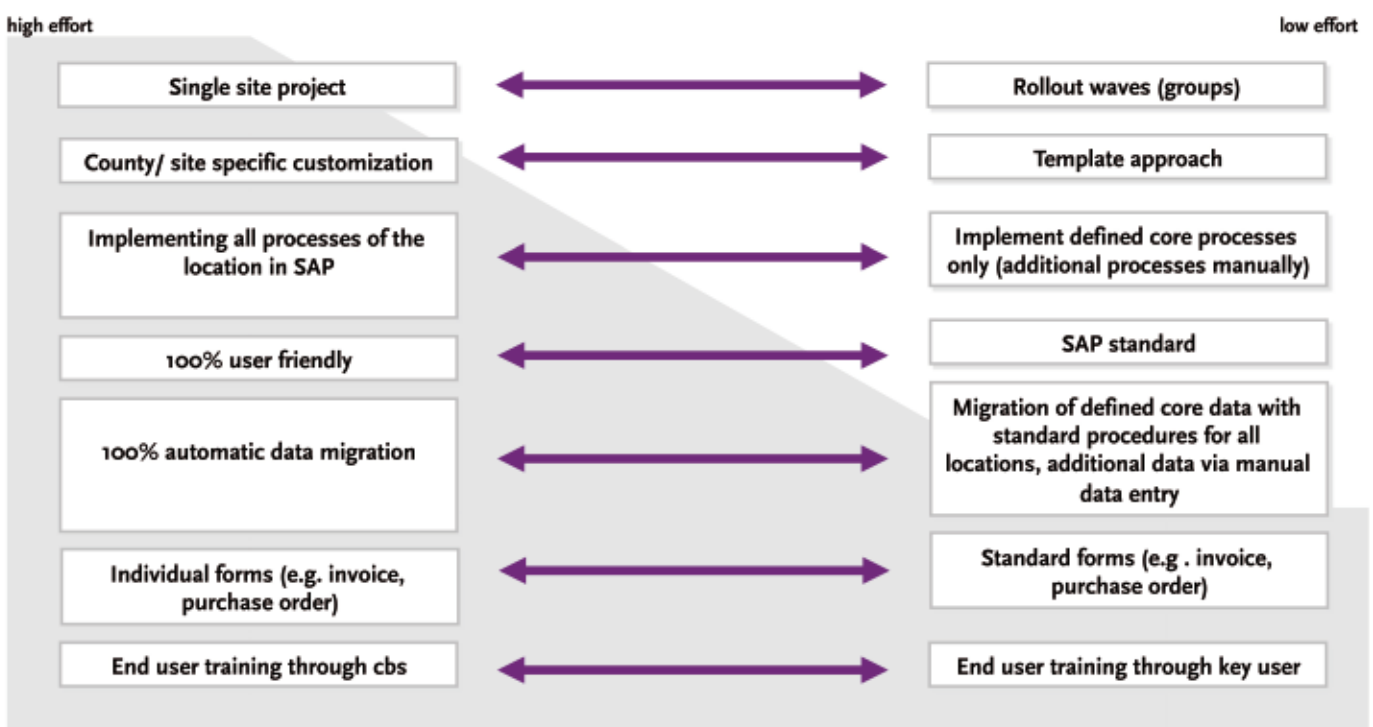 high effort
low effort
Single site project
Rollout waves (groups)
County/ site specific customization
Template approach
Implementing all processes of the
location in SAP
Implement defined core processes
only (additional processes manually)
100% user friendly
SAP standard
100% automatic data migration
Migration of defined core data with
standard procedures for all
locations, additional data via manual
data entry
Individual forms (e.g. invoice,
purchase order)
Standard forms (e.g . invoice,
purchase order)
End user training through cbs
End user training through key user